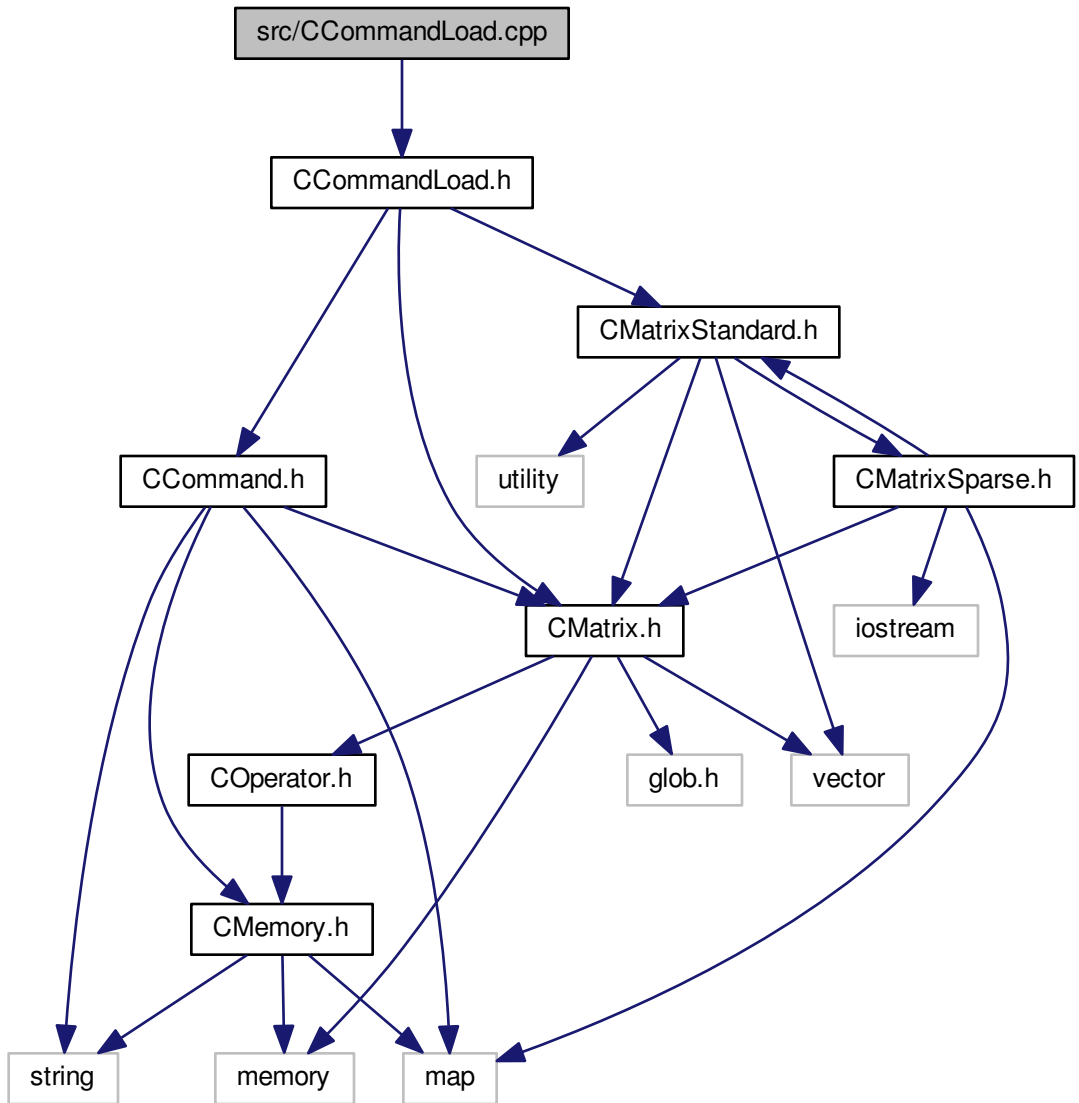 src/CCommandLoad.cpp
CCommandLoad.h
CMatrixStandard.h
CCommand.h
utility
CMatrixSparse.h
CMatrix.h
iostream
COperator.h
glob.h
vector
CMemory.h
string
memory
map